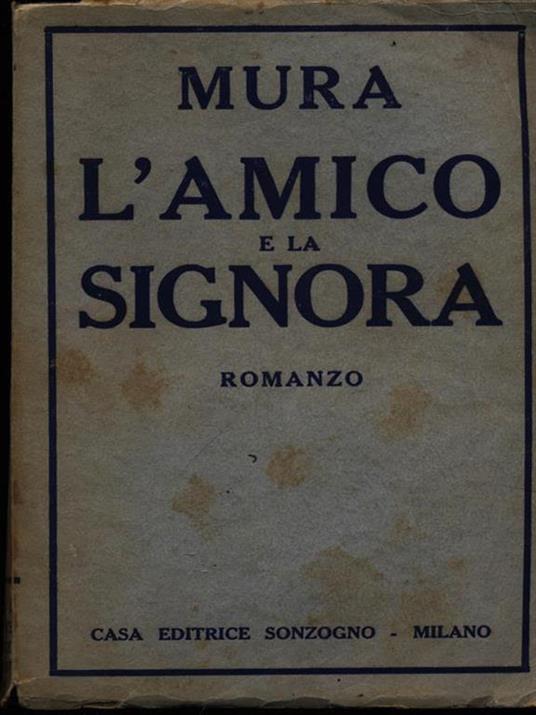 MURA
L'AMICO
E LA
SIGNORA
ROMANZO
CASA EDITRICE SONZOGNO - MILANO